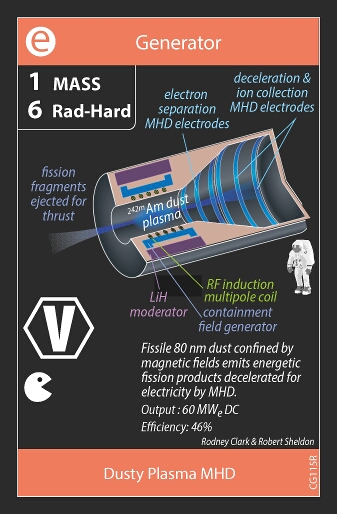 e
Generator
1 MASS
6 Rad-Hard
electron
separation
MHD electrodes
deceleration &
ion collection
MHD electrodes
fission
fragments
ejected for
thrust
242m Am dust
plasma
RF induction
multipole coil
LiH
moderator
containment
field generator
V
Fissile 80 nm dust confined by
magnetic fields emits energetic
fission products decelerated for
electricity by MHD.
Output : 60 MWe DC
Efficiency: 46%
Rodney Clark & Robert Sheldon
Dusty Plasma MHD
CG115R